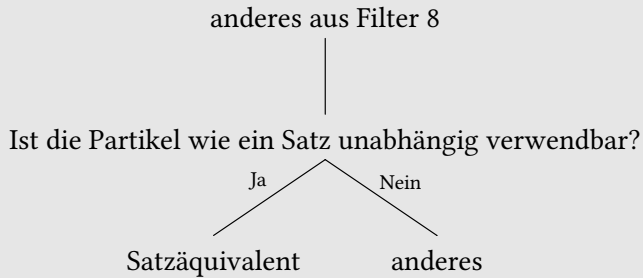 anderes aus Filter 8
Ist die Partikel wie ein Satz unabhängig verwendbar?
Ja
Nein
Satzäquivalent
anderes